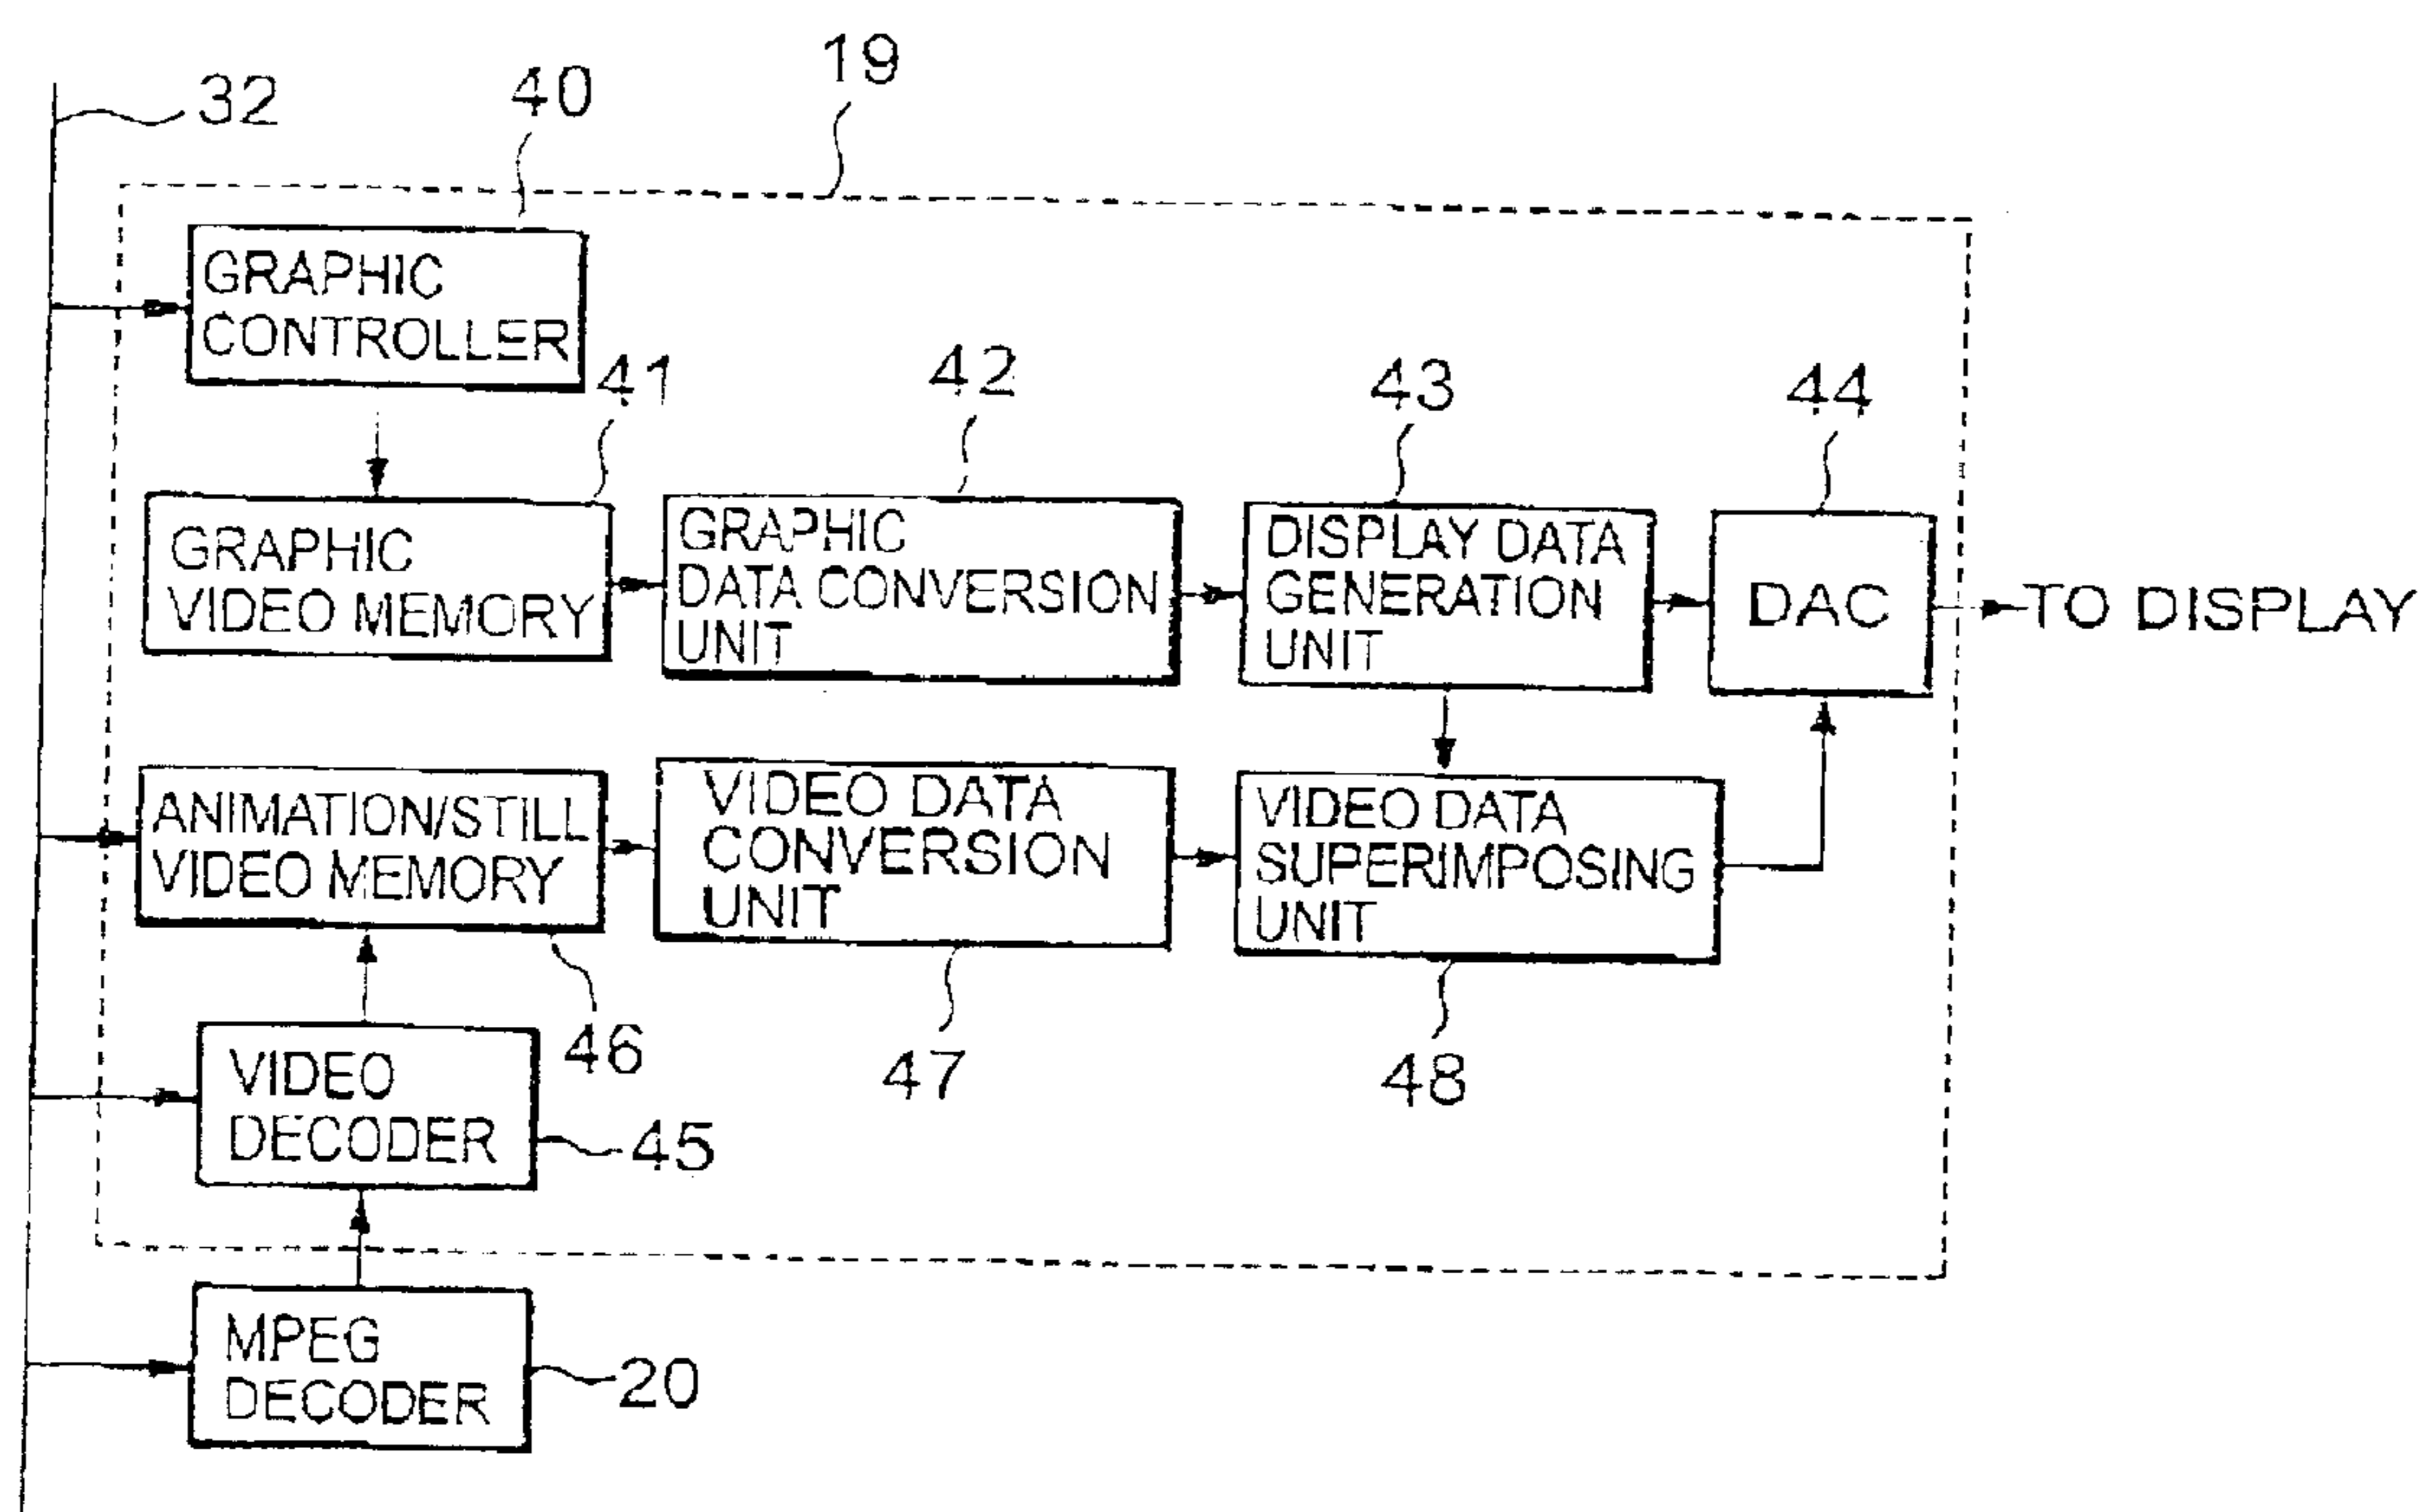 19
32
40
GRAPHIC
CONTROLLER
41
42
43
44
GRAPHIC
VIDEO MEMORY
GRAPHIC
DATA CONVERSION
UNIT
DISPLAY DATA
GENERATION
UNIT
DAC
TO DISPLAY
ANIMATION/STILL
VIDEO MEMORY
VIDEO DATA
CONVERSION
UNIT
VIDEO DATA
SUPERIMPOSING
UNIT
46
47
48
VIDEO
DECODER
45
MPEG
DECODER
20